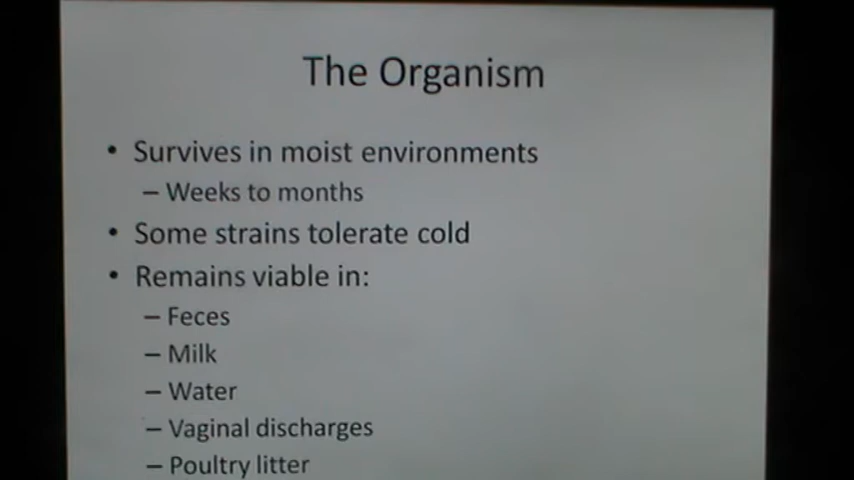 The Organism
• Survives in moist environments
– Weeks to months
• Some strains tolerate cold
• Remains viable in:
– Feces
– Milk
– Water
– Vaginal discharges
– Poultry litter